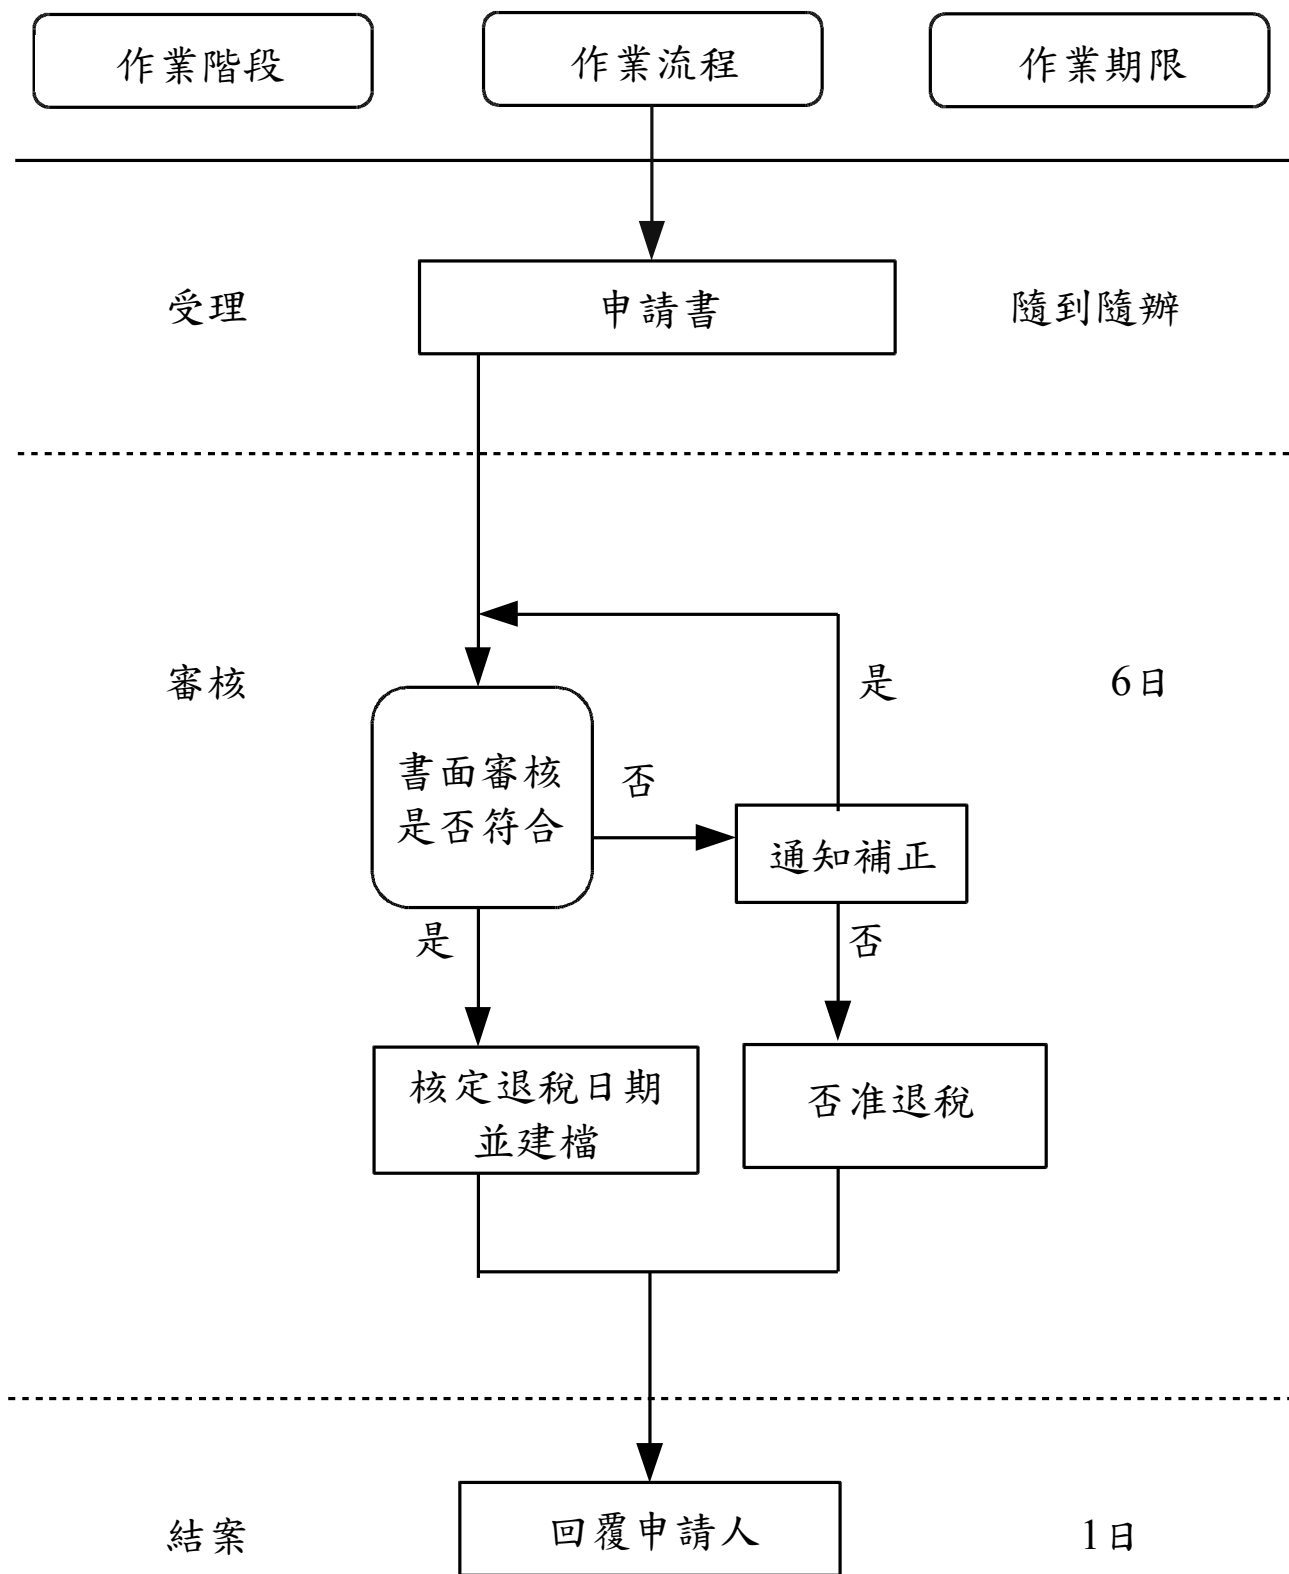 作業階段
作業流程
作業期限
受理
申請書
隨到隨辦
審核
是
6日
書面審核
是否符合
否
通知補正
是
否
核定退稅日期
並建檔
否准退稅
結案
回覆申請人
1日